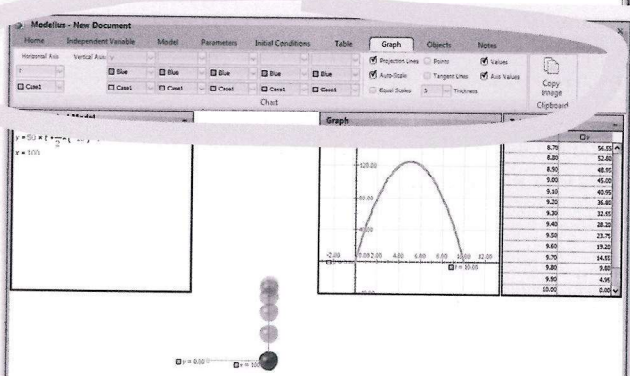 Modellus - New Document
Home Independent Variable Model Parameters Initial Conditions Table Graph Objects Notes
Horizontal Axis Vertical Axis Projection Lines Points Values
t Blue Blue Blue Blue Auto-Scale Tangent Lines Axis Values
Case1 Case1 Case1 Case1 Case1 Equal Scales 3 Thickness
Copy Image
Chart Clipboard
Model Graph
x = 100
y
120.00
80.00
-2.00 0.00 2.00 4.00 6.00 8.00 10.00 12.00
t = 10.00
8.70 56.55
8.80 52.80
8.90 48.95
9.00 45.00
9.10 40.95
9.20 36.80
9.30 32.55
9.40 28.20
9.50 23.75
9.60 19.20
9.70 14.55
9.80 9.80
9.90 4.95
10.00 0.00
y = 0.00
x = 100